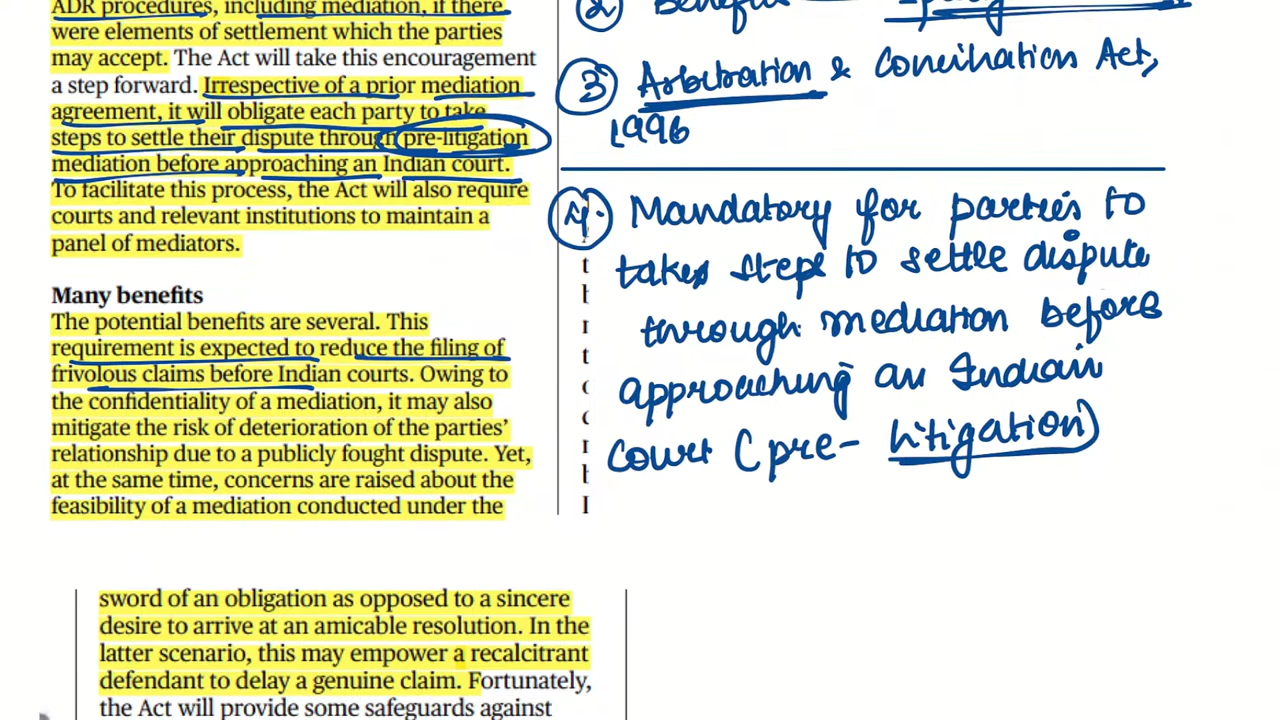 ADR procedures, including mediation, if there
were elements of settlement which the parties
may accept. The Act will take this encouragement
a step forward. Irrespective of a prior mediation
agreement, it will obligate each party to take
steps to settle their dispute through pre-litigation
mediation before approaching an Indian court.
To facilitate this process, the Act will also require
courts and relevant institutions to maintain a
panel of mediators.
Many benefits
The potential benefits are several. This
requirement is expected to reduce the filing of
frivolous claims before Indian courts. Owing to
the confidentiality of a mediation, it may also
mitigate the risk of deterioration of the parties'
relationship due to a publicly fought dispute. Yet,
at the same time, concerns are raised about the
feasibility of a mediation conducted under the
sword of an obligation as opposed to a sincere
desire to arrive at an amicable resolution. In the
latter scenario, this may empower a recalcitrant
defendant to delay a genuine claim. Fortunately,
the Act will provide some safeguards against
2
3 Arbitration & Conciliation Act,
1996
4. Mandatory for parties to
takes steps to settle dispute
through mediation before
approaching an Indian
court (pre-litigation)